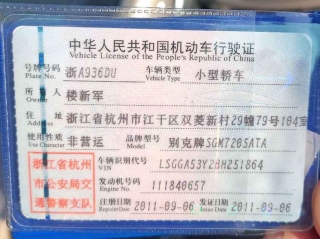 中华人民共和国机动车行驶证
Vehicle License of the People's Republic of China
号牌号码 浙A936DU 车辆类型 小型轿车
Plate No. Vehicle Type
所有人 楼新军
Owner
住址 浙江省杭州市江干区双菱新村29幢79号104室
Address
使用性质 非营运 品牌型号 别克牌SGM7205ATA
Use Character Model
浙江省杭州市公安局交通警察支队
车辆识别代号 LSGGA53YZBH251864
VIN
发动机号码 111840657
Engine No.
注册日期 2011-09-06 发证日期 2011-09-06
Register Date Issue Date